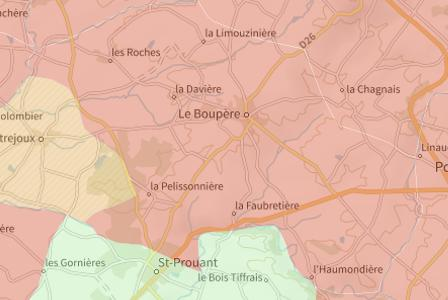 la Limouzinière
D26
les Roches
la Davière
la Chagnais
Le Boupère
la Pelissonnière
la Faubretière
St-Prouant
les Gornières
le Bois Tiffrais
l'Haumondière